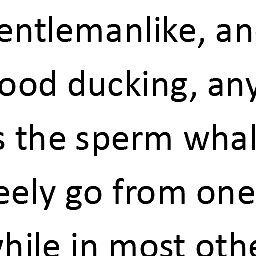 entlemanlike, an
ood ducking, any
s the sperm whal
eely go from one
while in most othe